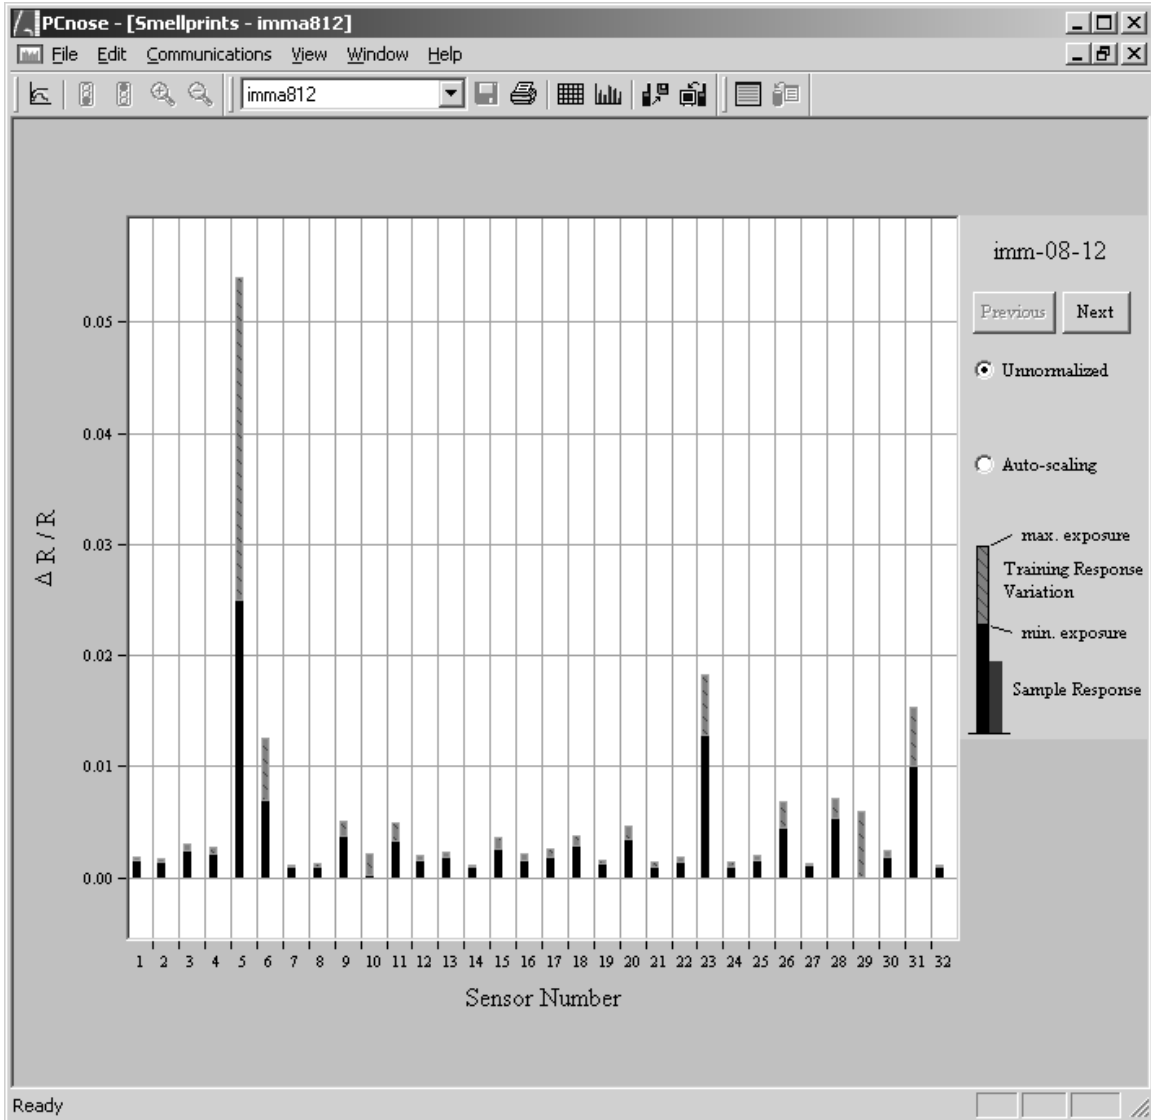 PCnose - [Smellprints - imma812]
File Edit Communications View Window Help
imma812
imm-08-12
Previous Next
Unnormalized
Auto-scaling
max. exposure
Training Response
Variation
min. exposure
Sample Response
0.05
0.04
0.03
0.02
0.01
0.00
Δ R / R
1 2 3 4 5 6 7 8 9 10 11 12 13 14 15 16 17 18 19 20 21 22 23 24 25 26 27 28 29 30 31 32
Sensor Number
Ready